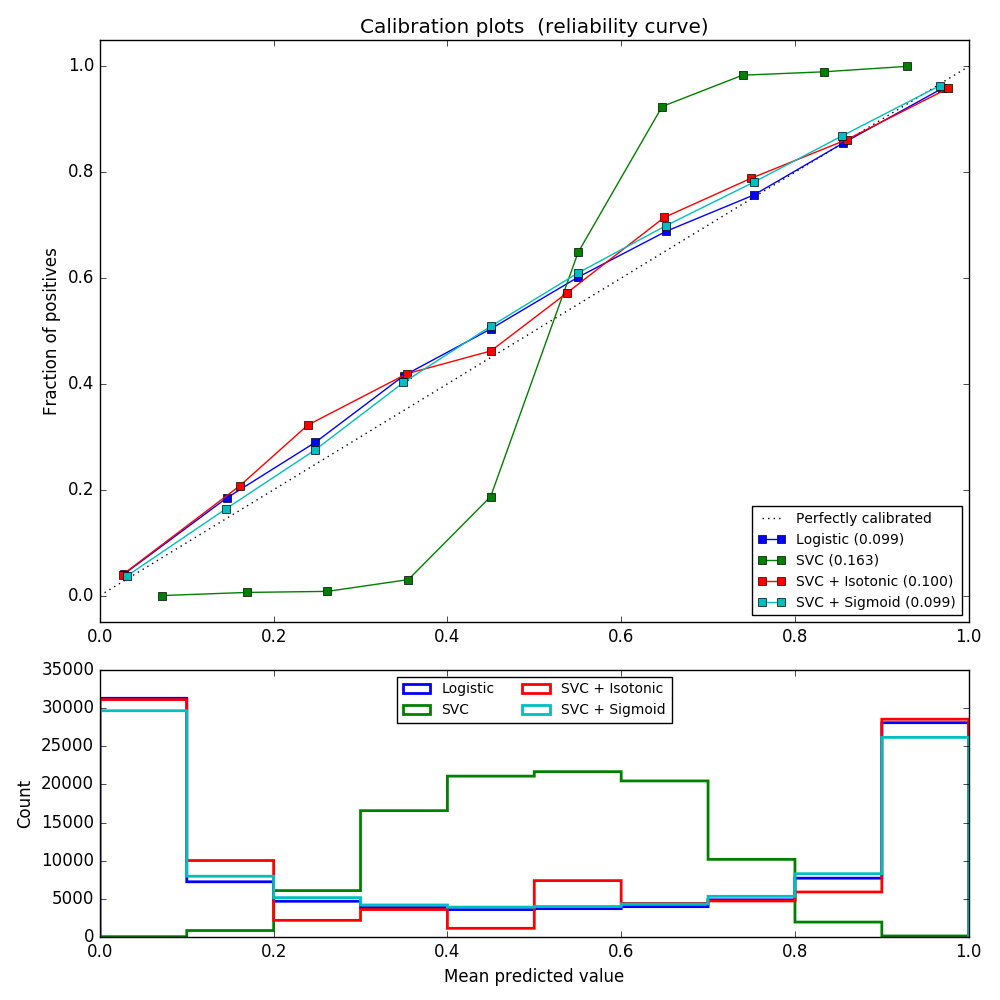 Calibration plots  (reliability curve)
1.0
0.8
0.6
0.4
0.2
0.0
Fraction of positives
Perfectly calibrated
Logistic (0.099)
SVC (0.163)
SVC + Isotonic (0.100)
SVC + Sigmoid (0.099)
0.0 0.2 0.4 0.6 0.8 1.0
35000
30000
25000
20000
15000
10000
5000
0
Count
Logistic SVC + Isotonic
SVC SVC + Sigmoid
0.0 0.2 0.4 0.6 0.8 1.0
Mean predicted value